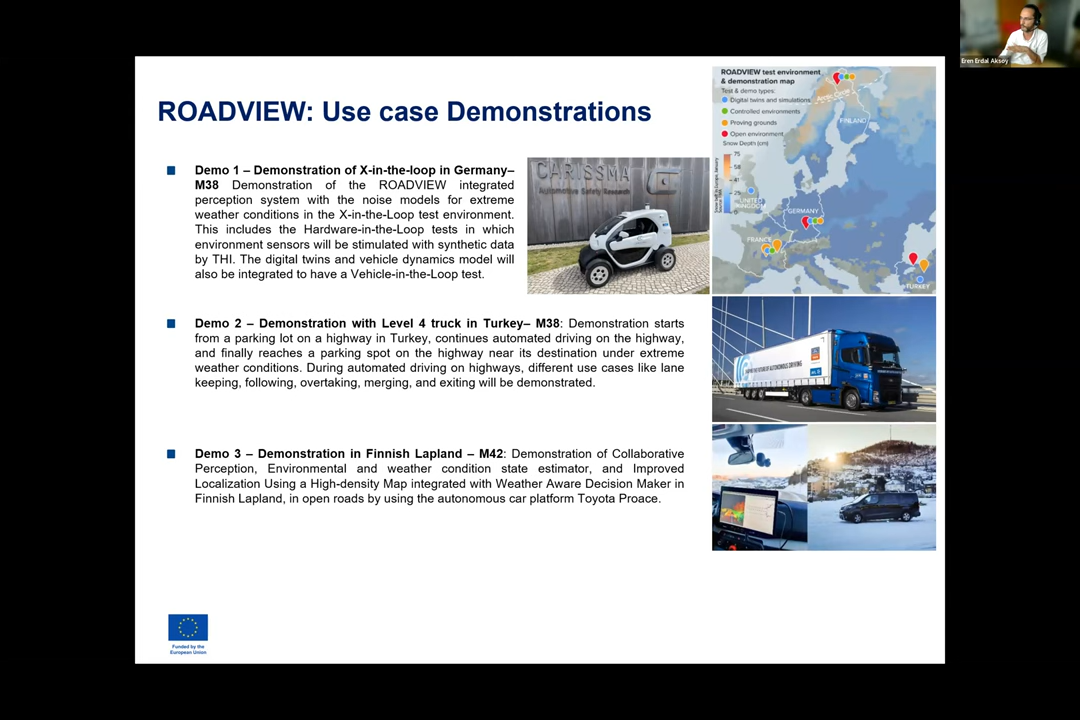 Eren Erdal Aksoy
ROADVIEW: Use case Demonstrations
Demo 1 – Demonstration of X-in-the-loop in Germany–
M38 Demonstration of the ROADVIEW integrated
perception system with the noise models for extreme
weather conditions in the X-in-the-Loop test environment.
This includes the Hardware-in-the-Loop tests in which
environment sensors will be stimulated with synthetic data
by THI. The digital twins and vehicle dynamics model will
also be integrated to have a Vehicle-in-the-Loop test.
CARISSMA
Automotive Safety Research
ROADVIEW test environment
& demonstration map
Test & demo types:
Digital twins and simulations
Controlled environments
Proving grounds
Open environment
Snow Depth (cm)
75
58
41
Arctic Circle
FINLAND
UNITED
KINGDOM
GERMANY
FRANCE
TURKEY
Demo 2 – Demonstration with Level 4 truck in Turkey– M38: Demonstration starts
from a parking lot on a highway in Turkey, continues automated driving on the highway,
and finally reaches a parking spot on the highway near its destination under extreme
weather conditions. During automated driving on highways, different use cases like lane
keeping, following, overtaking, merging, and exiting will be demonstrated.
THE FUTURE OF AUTONOMOUS DRIVING
Demo 3 – Demonstration in Finnish Lapland – M42: Demonstration of Collaborative
Perception, Environmental and weather condition state estimator, and Improved
Localization Using a High-density Map integrated with Weather Aware Decision Maker in
Finnish Lapland, in open roads by using the autonomous car platform Toyota Proace.
Funded by the
European Union